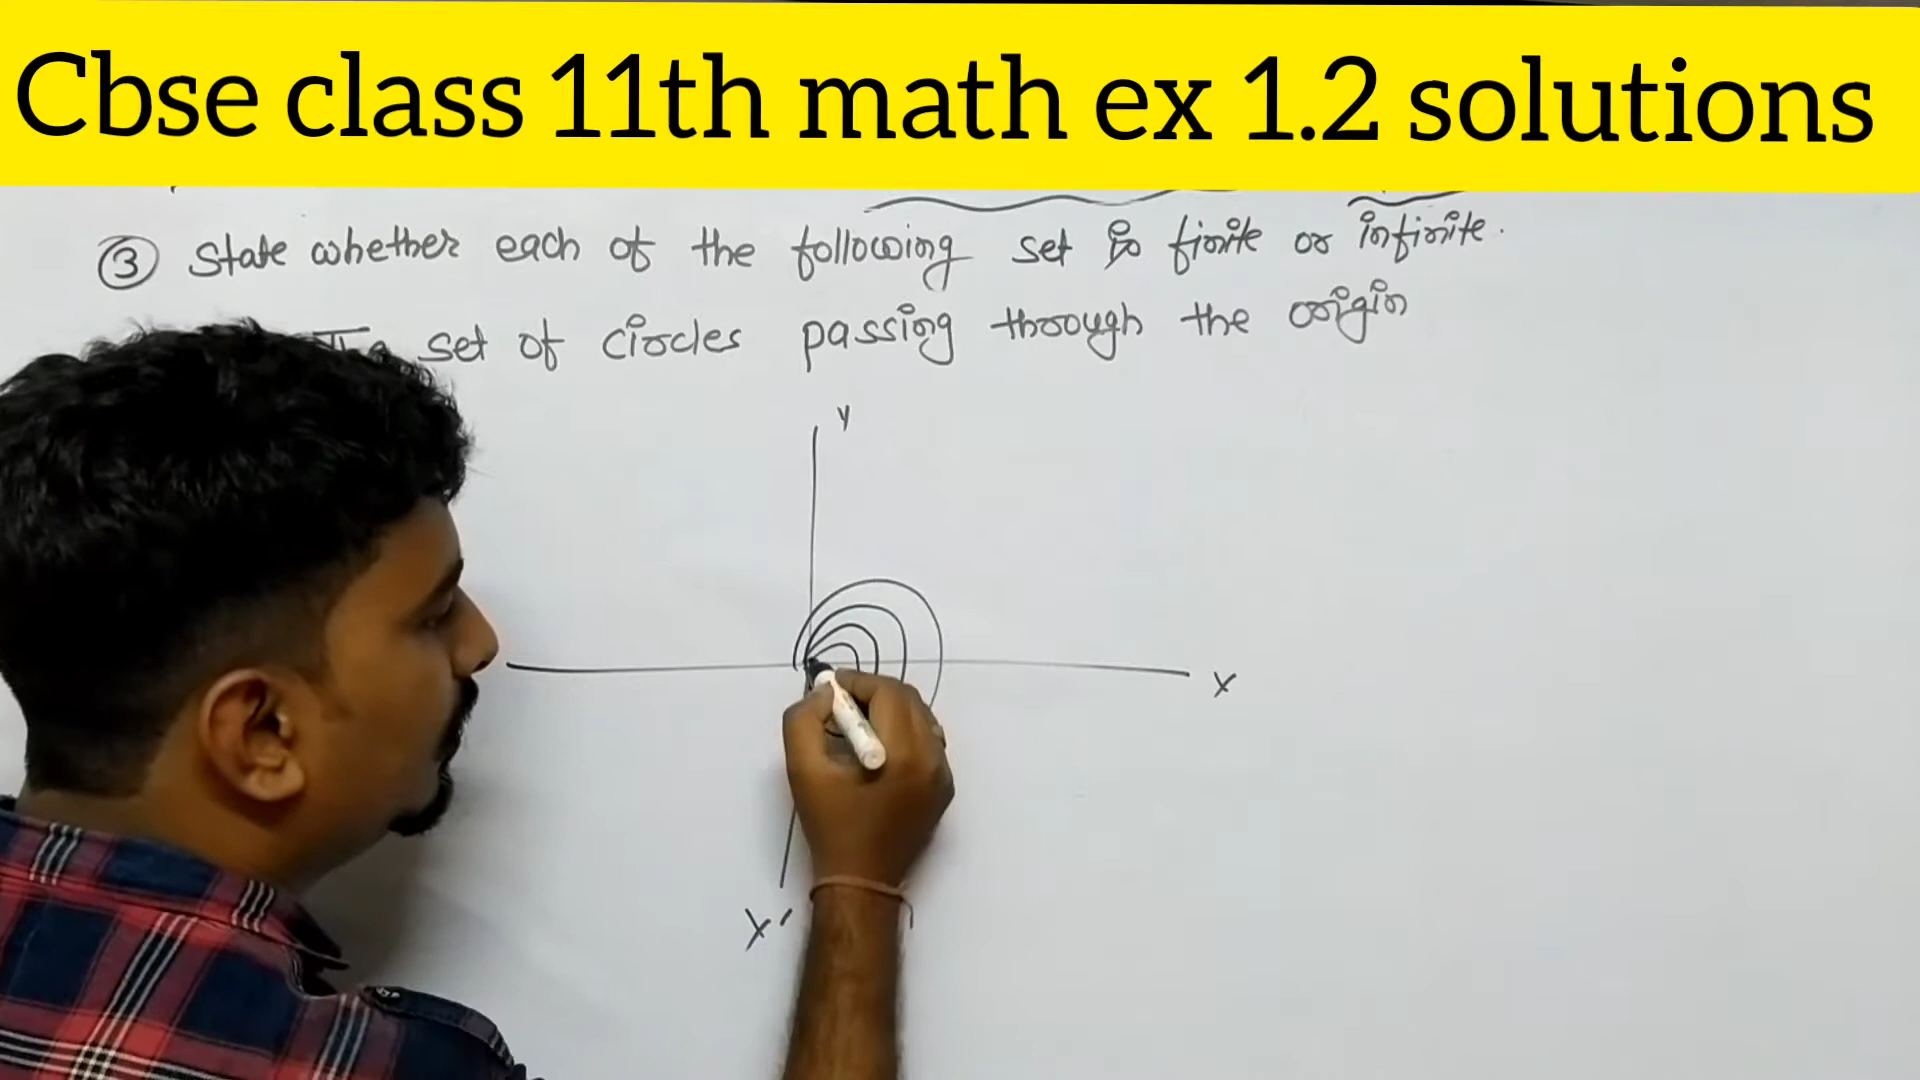 Cbse class 11th math ex 1.2 solutions
③ State whether each of the following set is finite or infinite.
set of circles passing through the origin
Y
X
X'